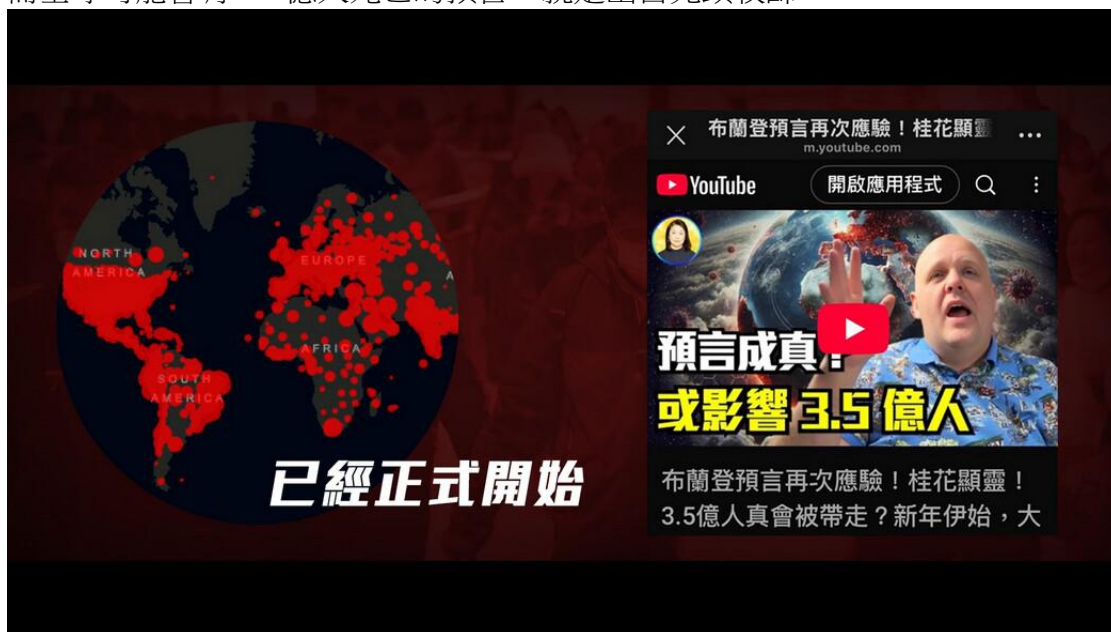 布蘭登預言再次應驗！桂花顯靈
m.youtube.com
YouTube
開啟應用程式
NORTH
AMERICA
EUROPE
A
AFRICA
SOUTH
AMERICA
預言成真！
或影響 3.5 億人
已經正式開始
布蘭登預言再次應驗！桂花顯靈！
3.5億人真會被帶走？新年伊始，大